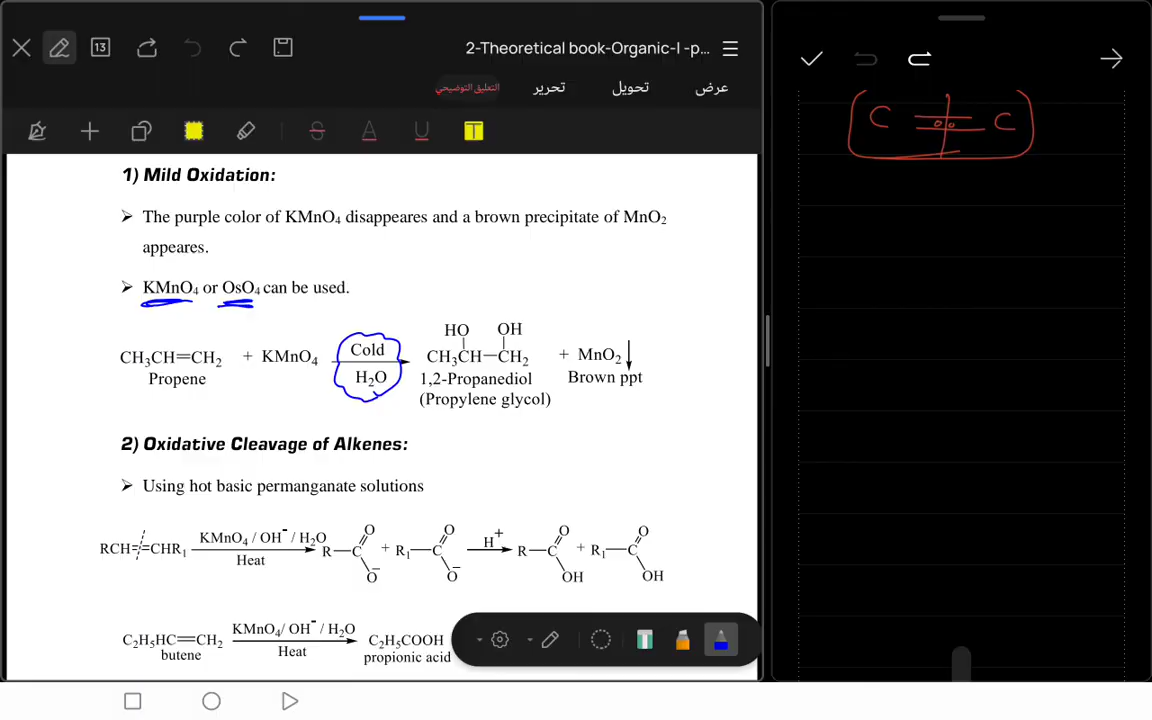 13
2-Theoretical book-Organic-I -p...
عرض تحويل تحرير التعليق التوضيحي
T U A S
1) Mild Oxidation:
➢ The purple color of KMnO₄ disappeares and a brown precipitate of MnO₂
appeares.
➢ KMnO₄ or OsO₄ can be used.
HO OH
CH₃CH=CH₂ + KMnO₄ Cold H₂O CH₃CH—CH₂ + MnO₂
Propene 1,2-Propanediol Brown ppt
(Propylene glycol)
2) Oxidative Cleavage of Alkenes:
➢ Using hot basic permanganate solutions
RCH=CHR₁ KMnO₄ / OH⁻ / H₂O Heat R—C O O⁻ + R₁—C O O⁻ H⁺ R—C O OH + R₁—C O OH
C₂H₅HC=CH₂ KMnO₄/ OH⁻ / H₂O C₂H₅COOH
butene Heat propionic acid
C = C